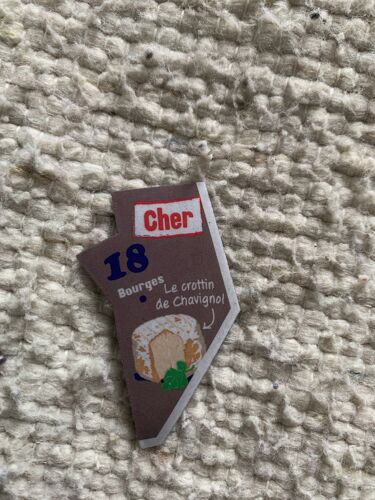 Cher
18
Bourges
Le crottin
de Chavignol